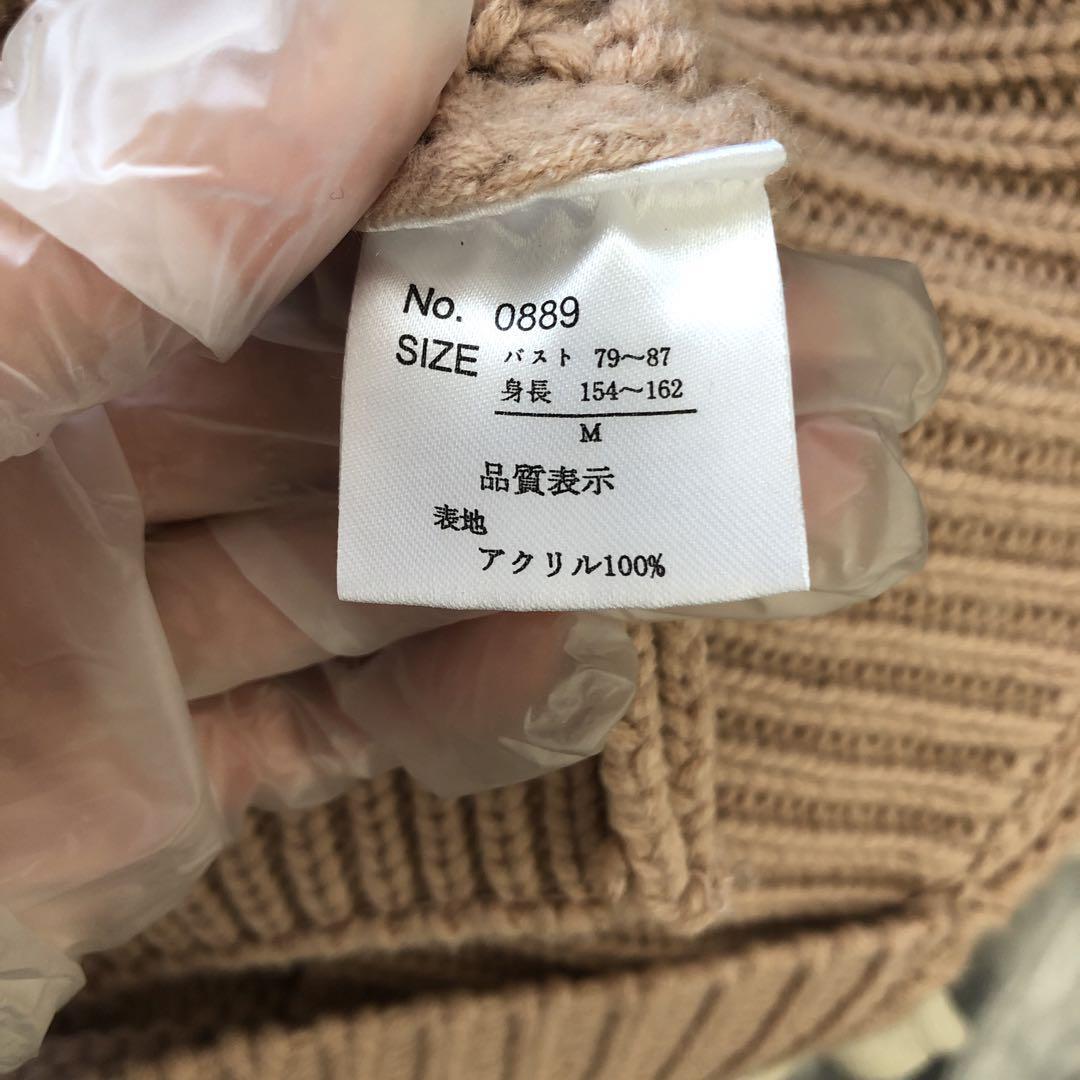 No. 0889
SIZE バスト 79〜87
身長 154〜162
M
品質表示
表地
アクリル100%